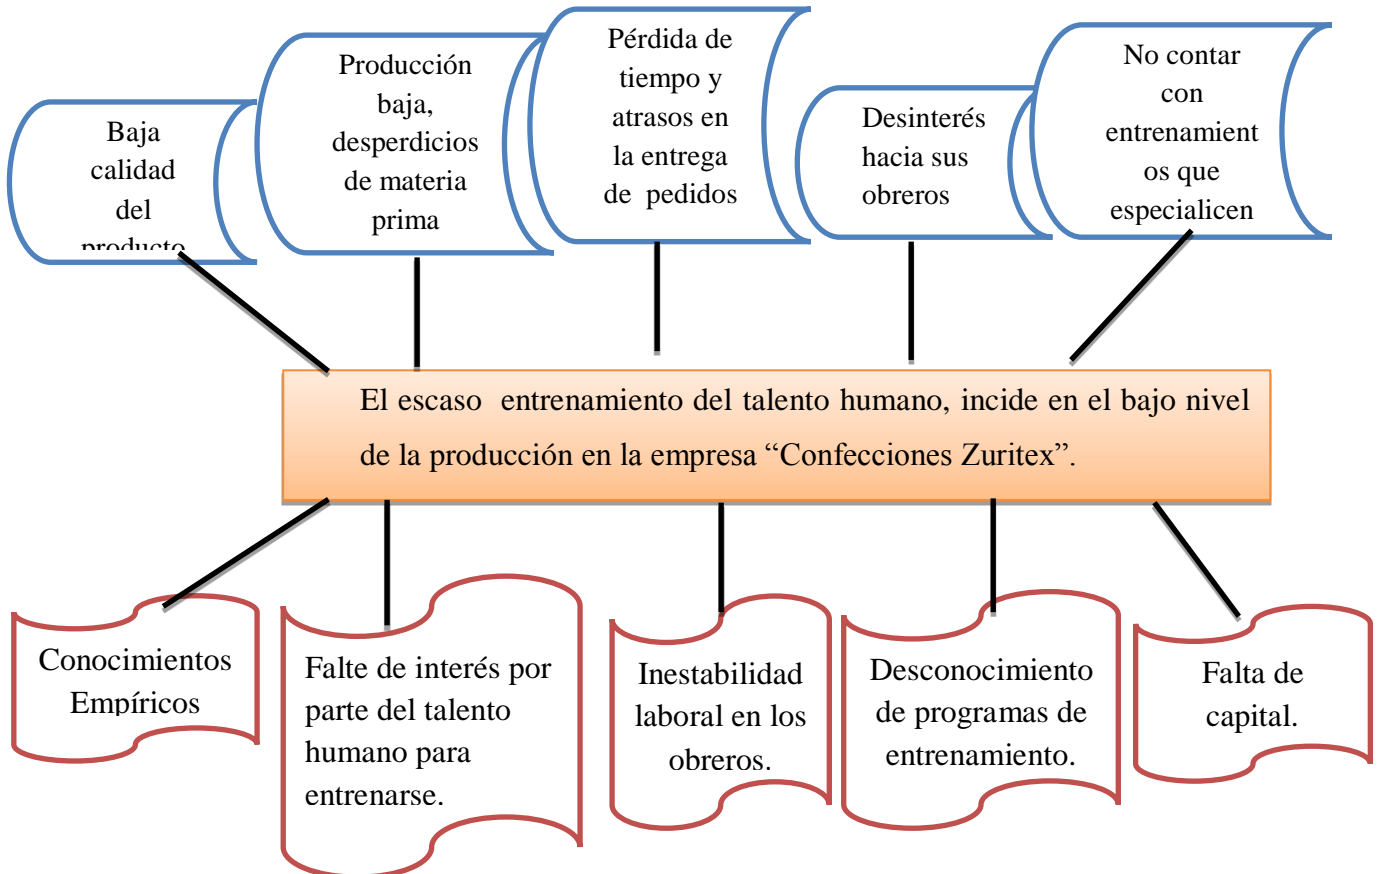 Baja
calidad
del
producto
Producción
baja,
desperdicios
de materia
prima
Pérdida de
tiempo y
atrasos en
la entrega
de pedidos
Desinterés
hacia sus
obreros
No contar
con
entrenamient
os que
especialicen
El escaso entrenamiento del talento humano, incide en el bajo nivel
de la producción en la empresa “Confecciones Zuritex”.
Conocimientos
Empíricos
Falte de interés por
parte del talento
humano para
entrenarse.
Inestabilidad
laboral en los
obreros.
Desconocimiento
de programas de
entrenamiento.
Falta de
capital.